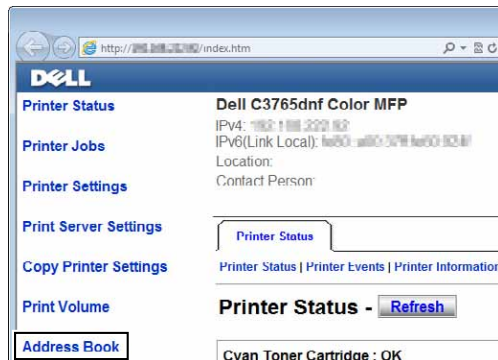 http:// /index.htm
DELL
Printer Status
Printer Jobs
Printer Settings
Print Server Settings
Copy Printer Settings
Print Volume
Address Book
Dell C3765dnf Color MFP
IPv4:
IPv6(Link Local):
Location:
Contact Person:
Printer Status
Printer Status | Printer Events | Printer Information
Printer Status - Refresh
Cyan Toner Cartridge : OK